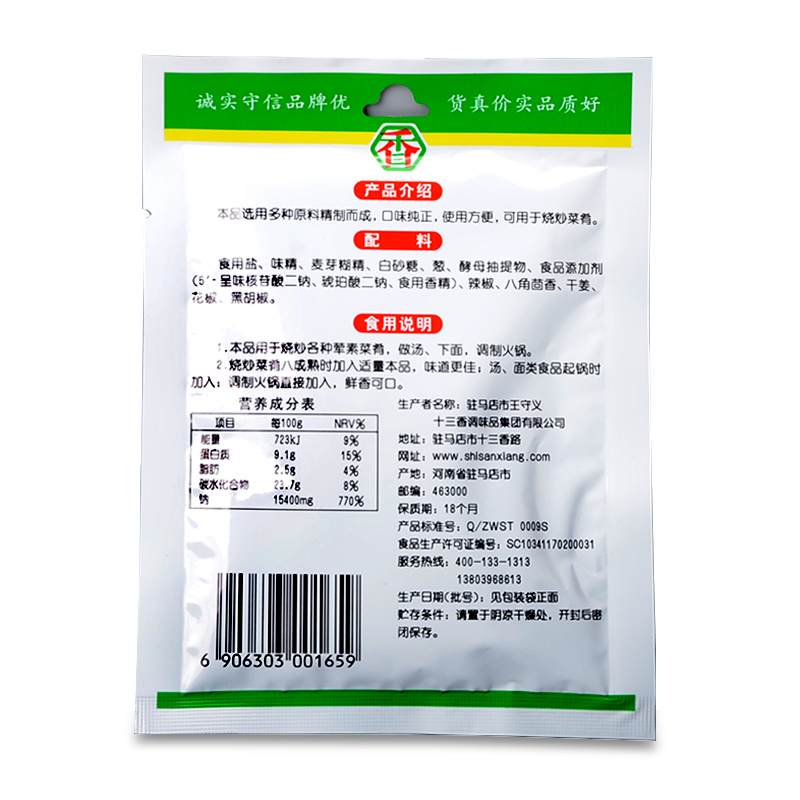 诚实守信品牌优 货真价实品质好
香
产品介绍
本品选用多种原料精制而成，口味纯正，使用方便，可用于烧炒菜肴。
配 料
食用盐、味精、麦芽糊精、白砂糖、葱、酵母抽提物、食品添加剂
（5′-呈味核苷酸二钠、琥珀酸二钠、食用香精）、辣椒、八角茴香、干姜、
花椒、黑胡椒。
食用说明
1.本品用于烧炒各种荤素菜肴，做汤、下面，调制火锅。
2.烧炒菜肴八成熟时加入适量本品，味道更佳；汤、面类食品起锅时
加入；调制火锅直接加入，鲜香可口。
营养成分表
项目 每100g NRV%
能量 723kJ 9%
蛋白质 9.1g 15%
脂肪 2.5g 4%
碳水化合物 23.7g 8%
钠 15400mg 770%
生产者名称：驻马店市王守义
十三香调味品集团有限公司
地址：驻马店市十三香路
网址：www.shisanxiang.com
产地：河南省驻马店市
邮编：463000
保质期：18个月
产品标准号：Q/ZWST 0009S
食品生产许可证编号：SC10341170200031
服务热线：400-133-1313
13803968613
生产日期（批号）：见包装袋正面
贮存条件：请置于阴凉干燥处，开封后密
闭保存。
6 906303 001659